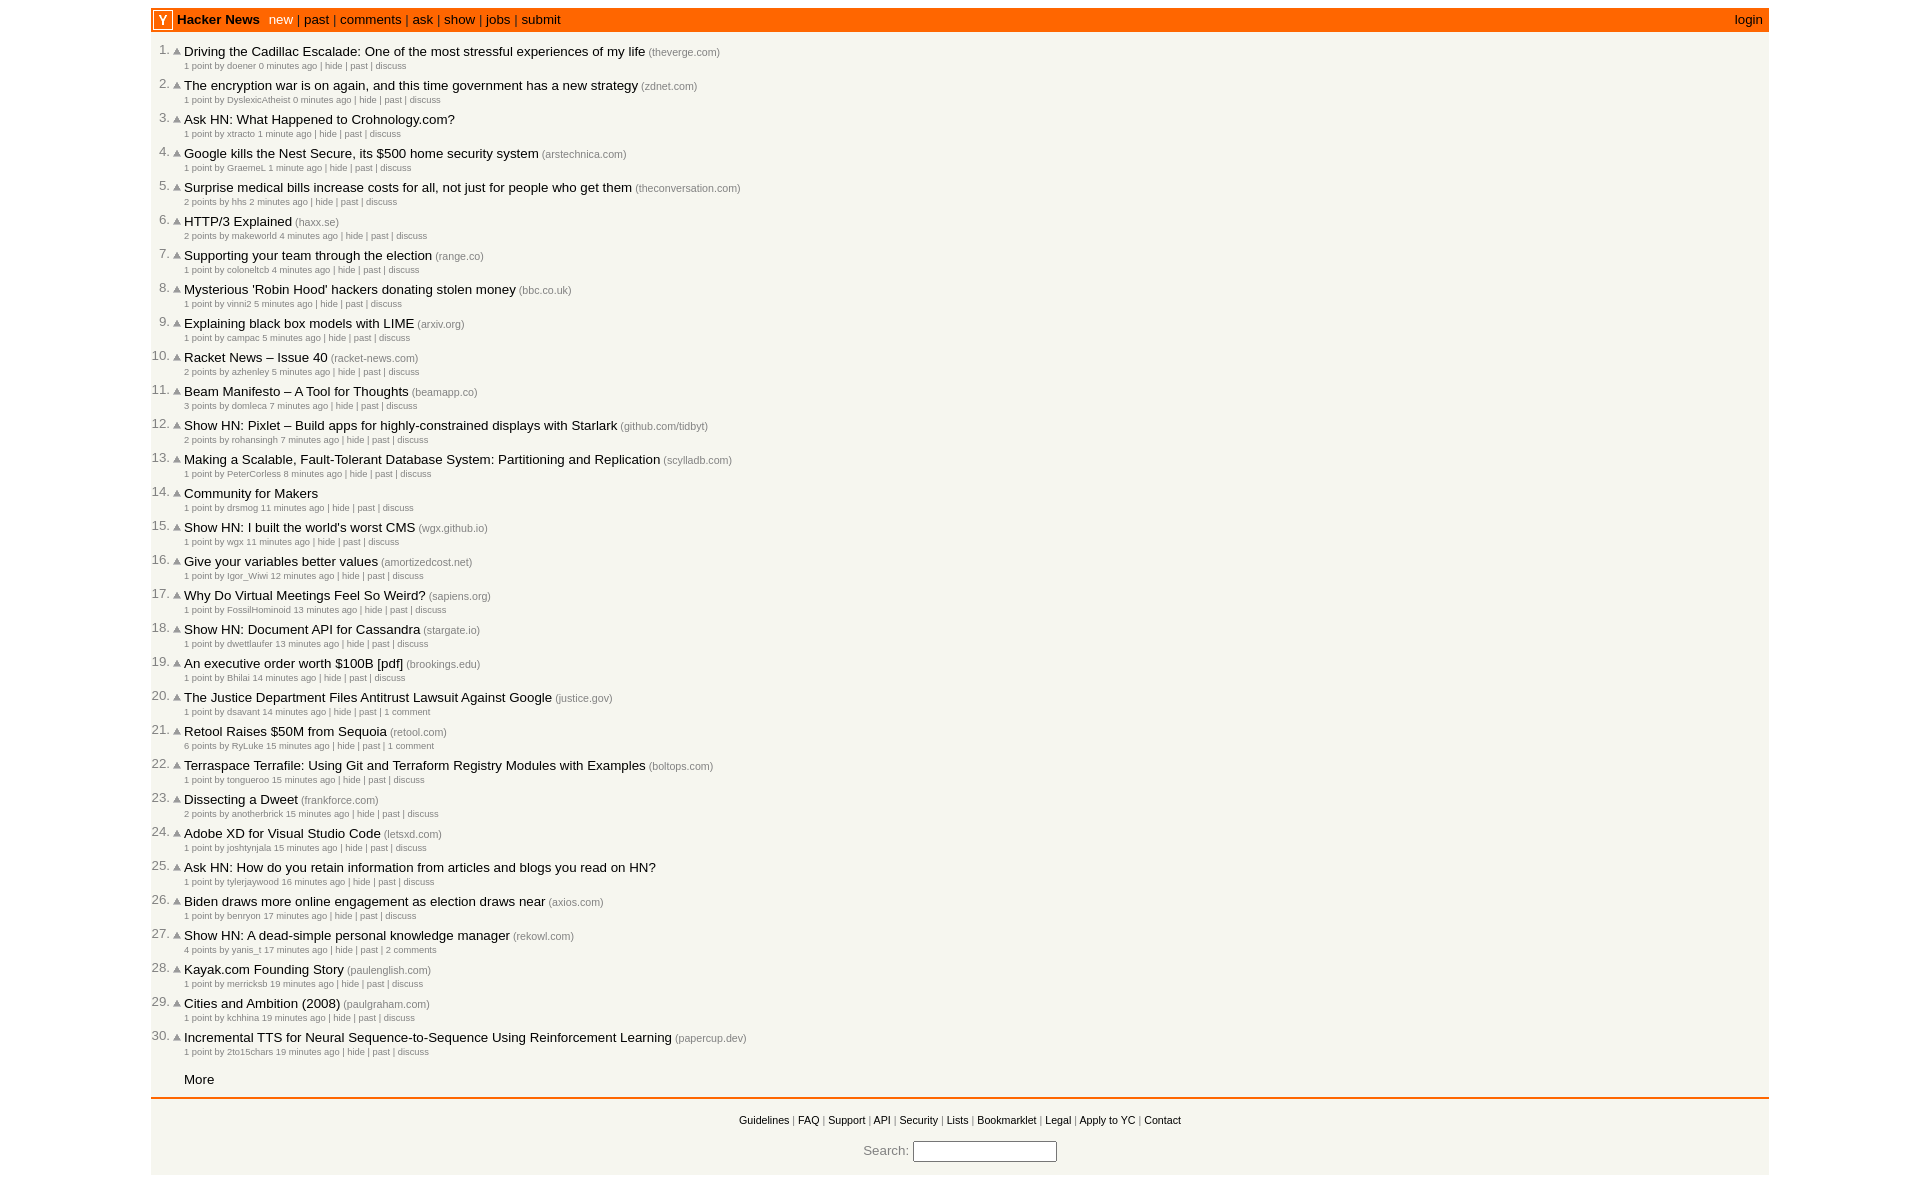 Y Hacker News new | past | comments | ask | show | jobs | submit login
1. Driving the Cadillac Escalade: One of the most stressful experiences of my life (theverge.com)
1 point by doener 0 minutes ago | hide | past | discuss
2. The encryption war is on again, and this time government has a new strategy (zdnet.com)
1 point by DyslexicAtheist 0 minutes ago | hide | past | discuss
3. Ask HN: What Happened to Crohnology.com?
1 point by xtracto 1 minute ago | hide | past | discuss
4. Google kills the Nest Secure, its $500 home security system (arstechnica.com)
1 point by GraemeL 1 minute ago | hide | past | discuss
5. Surprise medical bills increase costs for all, not just for people who get them (theconversation.com)
2 points by hhs 2 minutes ago | hide | past | discuss
6. HTTP/3 Explained (haxx.se)
2 points by makeworld 4 minutes ago | hide | past | discuss
7. Supporting your team through the election (range.co)
1 point by coloneltcb 4 minutes ago | hide | past | discuss
8. Mysterious 'Robin Hood' hackers donating stolen money (bbc.co.uk)
1 point by vinni2 5 minutes ago | hide | past | discuss
9. Explaining black box models with LIME (arxiv.org)
1 point by campac 5 minutes ago | hide | past | discuss
10. Racket News – Issue 40 (racket-news.com)
2 points by azhenley 5 minutes ago | hide | past | discuss
11. Beam Manifesto – A Tool for Thoughts (beamapp.co)
3 points by domleca 7 minutes ago | hide | past | discuss
12. Show HN: Pixlet – Build apps for highly-constrained displays with Starlark (github.com/tidbyt)
2 points by rohansingh 7 minutes ago | hide | past | discuss
13. Making a Scalable, Fault-Tolerant Database System: Partitioning and Replication (scylladb.com)
1 point by PeterCorless 8 minutes ago | hide | past | discuss
14. Community for Makers
1 point by drsmog 11 minutes ago | hide | past | discuss
15. Show HN: I built the world's worst CMS (wgx.github.io)
1 point by wgx 11 minutes ago | hide | past | discuss
16. Give your variables better values (amortizedcost.net)
1 point by Igor_Wiwi 12 minutes ago | hide | past | discuss
17. Why Do Virtual Meetings Feel So Weird? (sapiens.org)
1 point by FossilHominoid 13 minutes ago | hide | past | discuss
18. Show HN: Document API for Cassandra (stargate.io)
1 point by dwettlaufer 13 minutes ago | hide | past | discuss
19. An executive order worth $100B [pdf] (brookings.edu)
1 point by Bhilai 14 minutes ago | hide | past | discuss
20. The Justice Department Files Antitrust Lawsuit Against Google (justice.gov)
1 point by dsavant 14 minutes ago | hide | past | 1 comment
21. Retool Raises $50M from Sequoia (retool.com)
6 points by RyLuke 15 minutes ago | hide | past | 1 comment
22. Terraspace Terrafile: Using Git and Terraform Registry Modules with Examples (boltops.com)
1 point by tongueroo 15 minutes ago | hide | past | discuss
23. Dissecting a Dweet (frankforce.com)
2 points by anotherbrick 15 minutes ago | hide | past | discuss
24. Adobe XD for Visual Studio Code (letsxd.com)
1 point by joshtynjala 15 minutes ago | hide | past | discuss
25. Ask HN: How do you retain information from articles and blogs you read on HN?
1 point by tylerjaywood 16 minutes ago | hide | past | discuss
26. Biden draws more online engagement as election draws near (axios.com)
1 point by benryon 17 minutes ago | hide | past | discuss
27. Show HN: A dead-simple personal knowledge manager (rekowl.com)
4 points by yanis_t 17 minutes ago | hide | past | 2 comments
28. Kayak.com Founding Story (paulenglish.com)
1 point by merricksb 19 minutes ago | hide | past | discuss
29. Cities and Ambition (2008) (paulgraham.com)
1 point by kchhina 19 minutes ago | hide | past | discuss
30. Incremental TTS for Neural Sequence-to-Sequence Using Reinforcement Learning (papercup.dev)
1 point by 2to15chars 19 minutes ago | hide | past | discuss
More
Guidelines | FAQ | Support | API | Security | Lists | Bookmarklet | Legal | Apply to YC | Contact
Search: